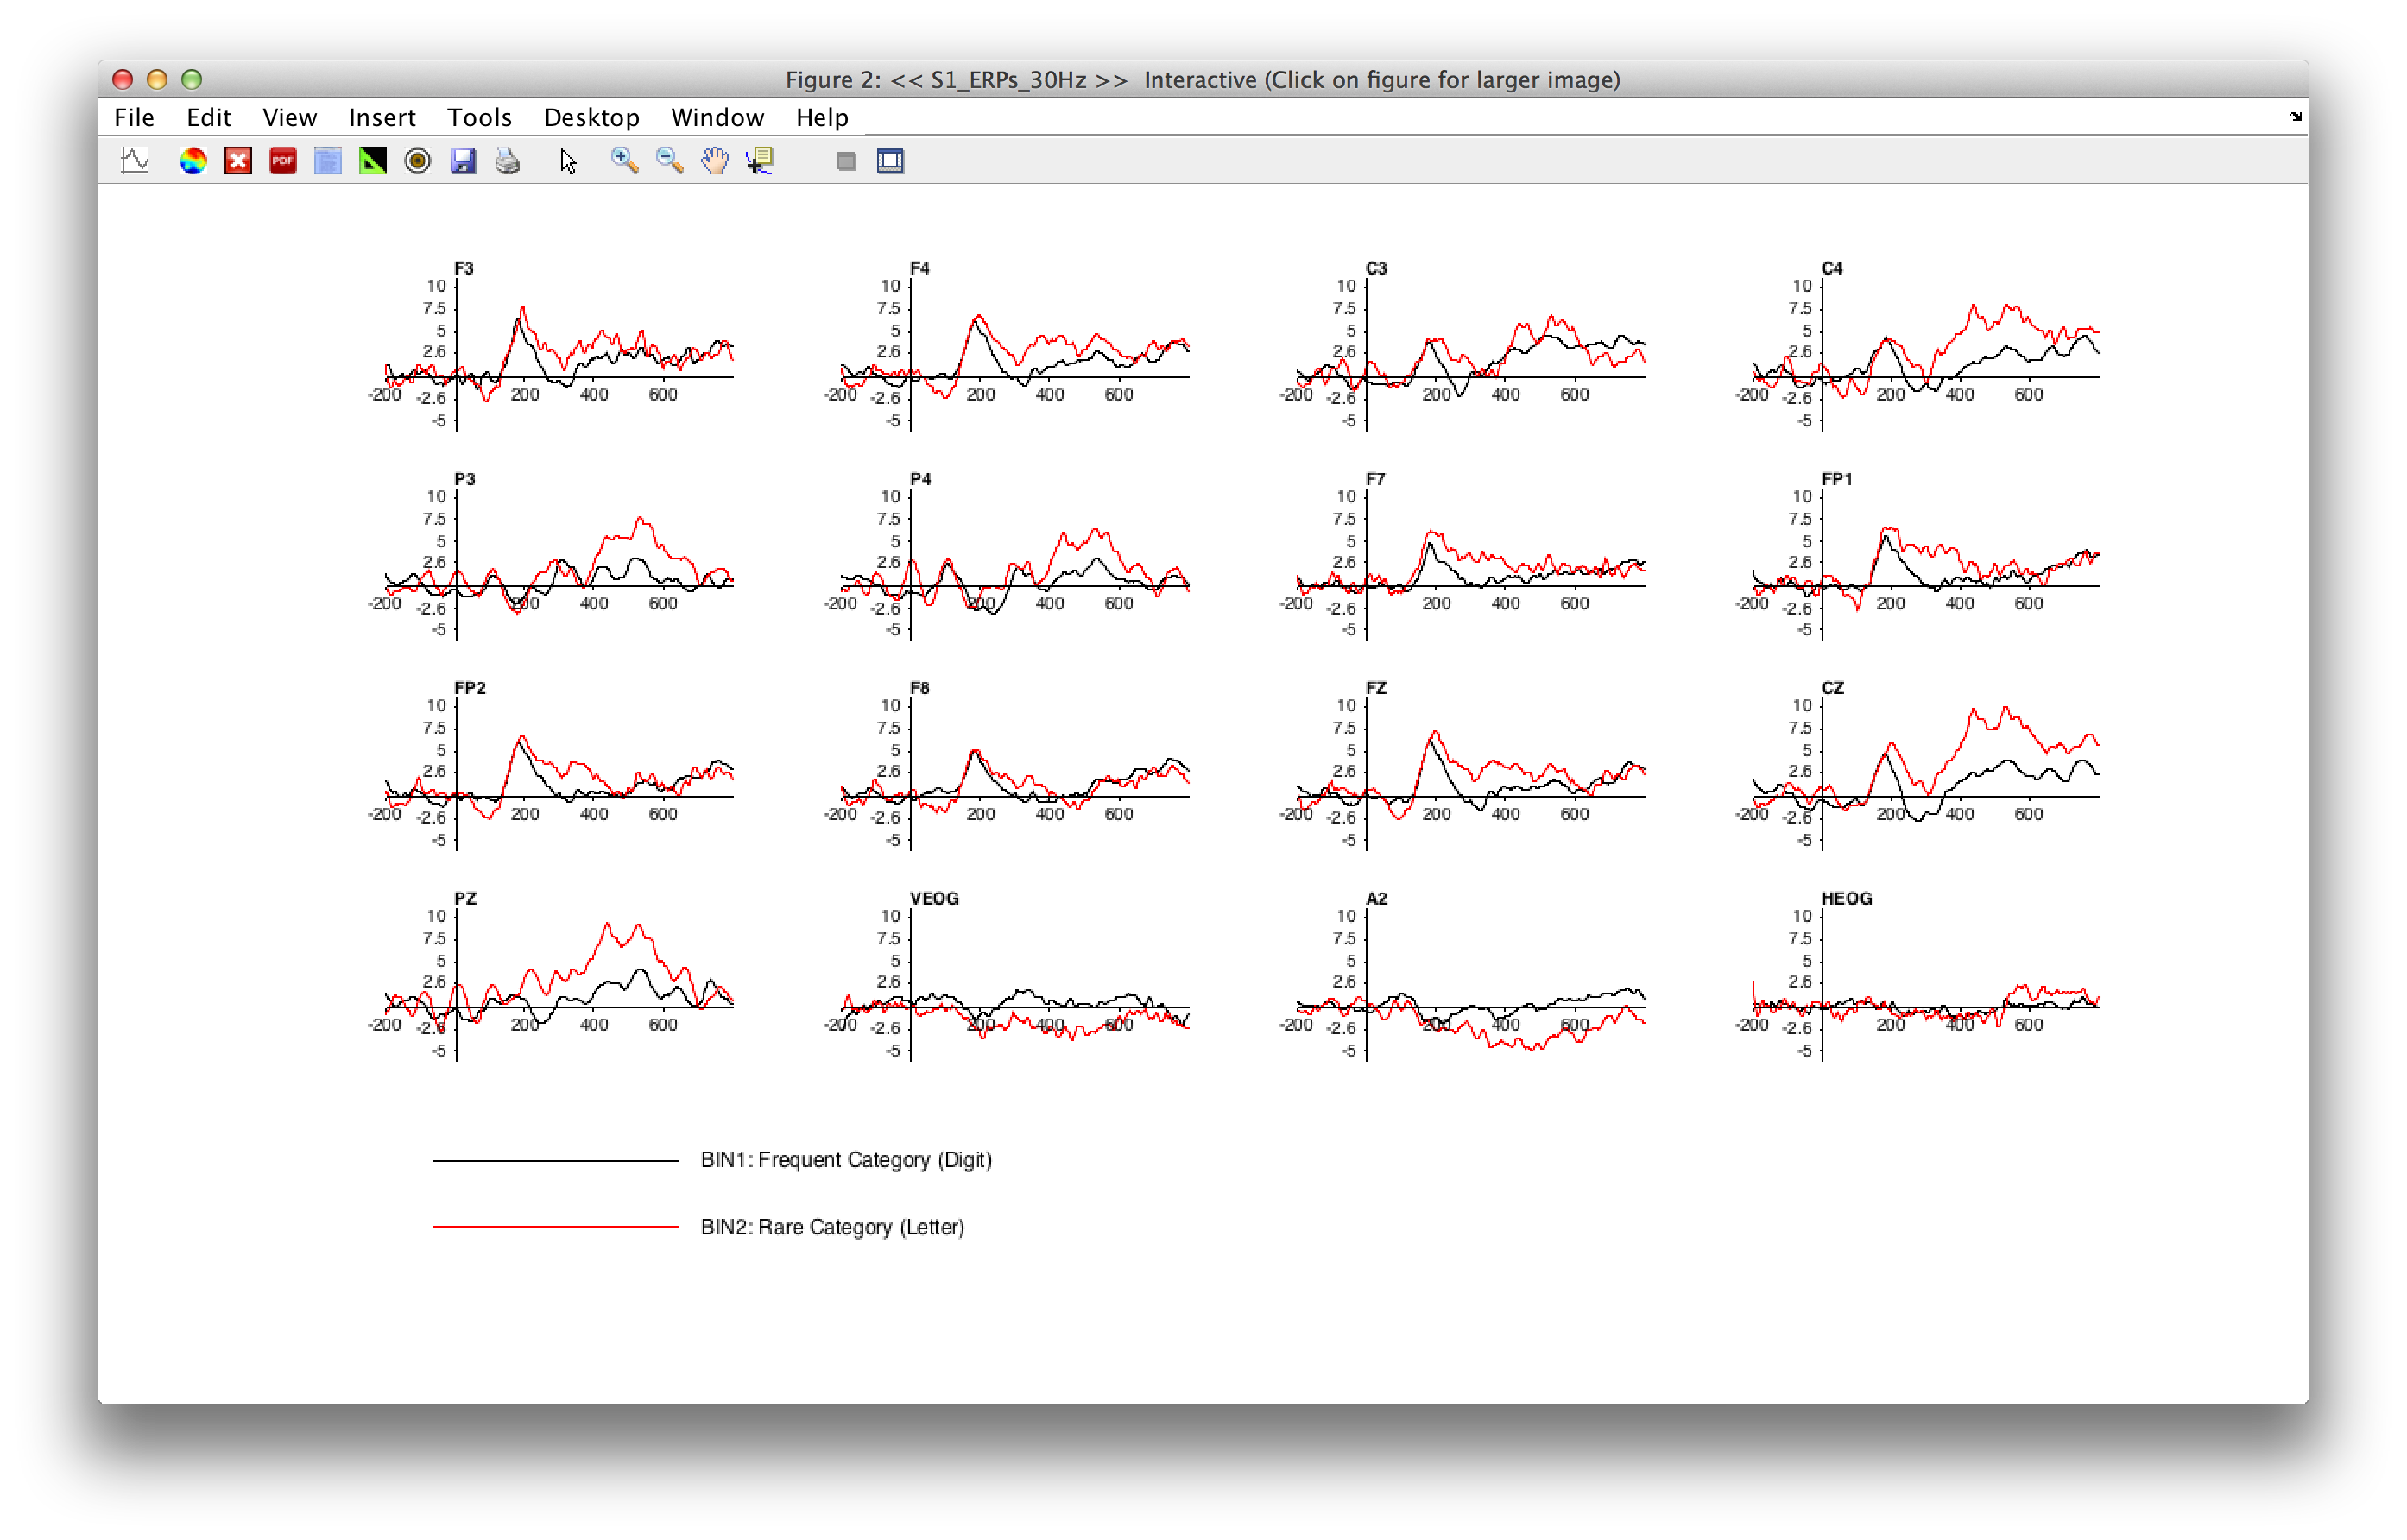 Figure 2: << S1_ERPs_30Hz >>  Interactive (Click on figure for larger image)
File Edit View Insert Tools Desktop Window Help
PDF
F3
10
7.5
5
2.6
-200 -2.6 200 400 600
-5
F4
10
7.5
5
2.6
-200 -2.6 200 400 600
-5
C3
10
7.5
5
2.6
-200 -2.6 200 400 600
-5
C4
10
7.5
5
2.6
-200 -2.6 200 400 600
-5
P3
10
7.5
5
2.6
-200 -2.6 200 400 600
-5
P4
10
7.5
5
2.6
-200 -2.6 200 400 600
-5
F7
10
7.5
5
2.6
-200 -2.6 200 400 600
-5
FP1
10
7.5
5
2.6
-200 -2.6 200 400 600
-5
FP2
10
7.5
5
2.6
-200 -2.6 200 400 600
-5
F8
10
7.5
5
2.6
-200 -2.6 200 400 600
-5
FZ
10
7.5
5
2.6
-200 -2.6 200 400 600
-5
CZ
10
7.5
5
2.6
-200 -2.6 200 400 600
-5
PZ
10
7.5
5
2.6
-200 -2.6 200 400 600
-5
VEOG
10
7.5
5
2.6
-200 -2.6 200 400 600
-5
A2
10
7.5
5
2.6
-200 -2.6 200 400 600
-5
HEOG
10
7.5
5
2.6
-200 -2.6 200 400 600
-5
BIN1: Frequent Category (Digit)
BIN2: Rare Category (Letter)